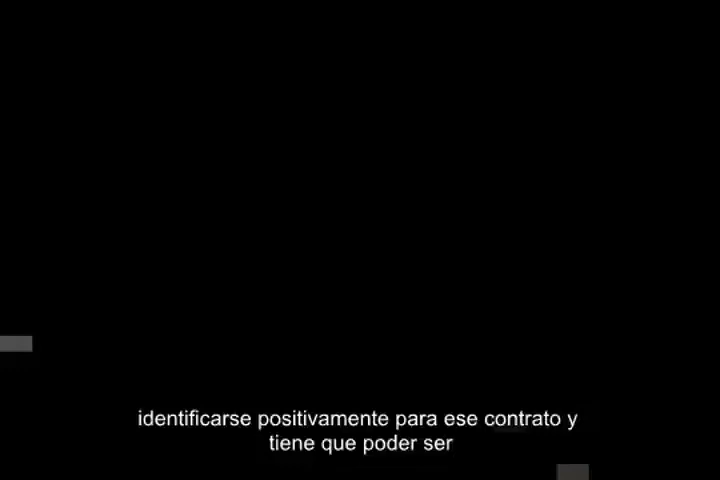 identificarse positivamente para ese contrato y
tiene que poder ser